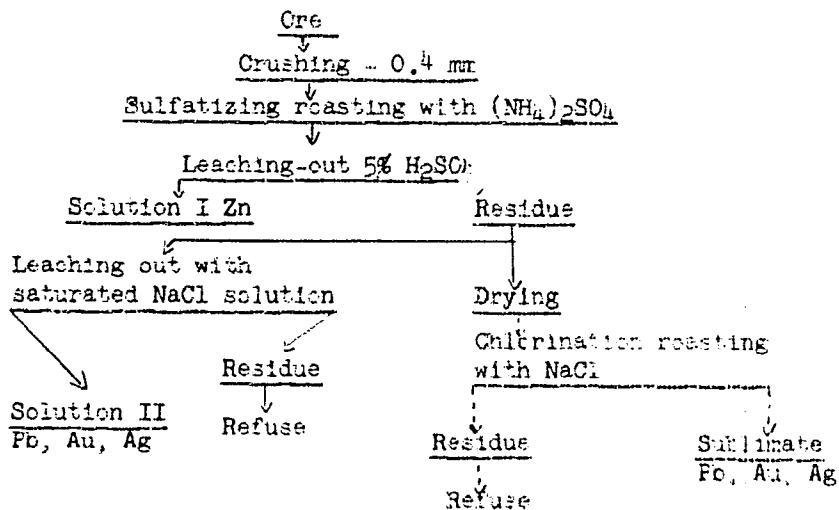 Ore
Crushing - 0.4 mm
Sulfatizing roasting with (NH4)2SO4
Leaching-out 5% H2SO
Solution I Zn
Residue
Leaching out with
saturated NaCl solution
Drying
Chlorination roasting
with NaCl
Residue
Solution II
Pb, Au, Ag
Refuse
Residue
Sublimate
Pb, Au, Ag
Refuse